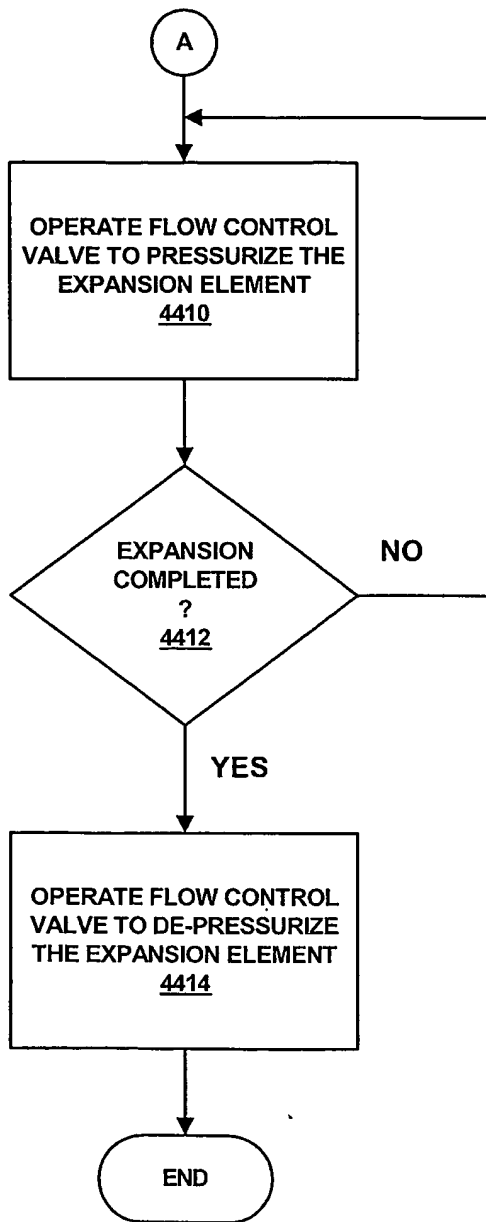 A
OPERATE FLOW CONTROL
VALVE TO PRESSURIZE THE
EXPANSION ELEMENT
4410
EXPANSION
COMPLETED
?
4412
NO
YES
OPERATE FLOW CONTROL
VALVE TO DE-PRESSURIZE
THE EXPANSION ELEMENT
4414
END